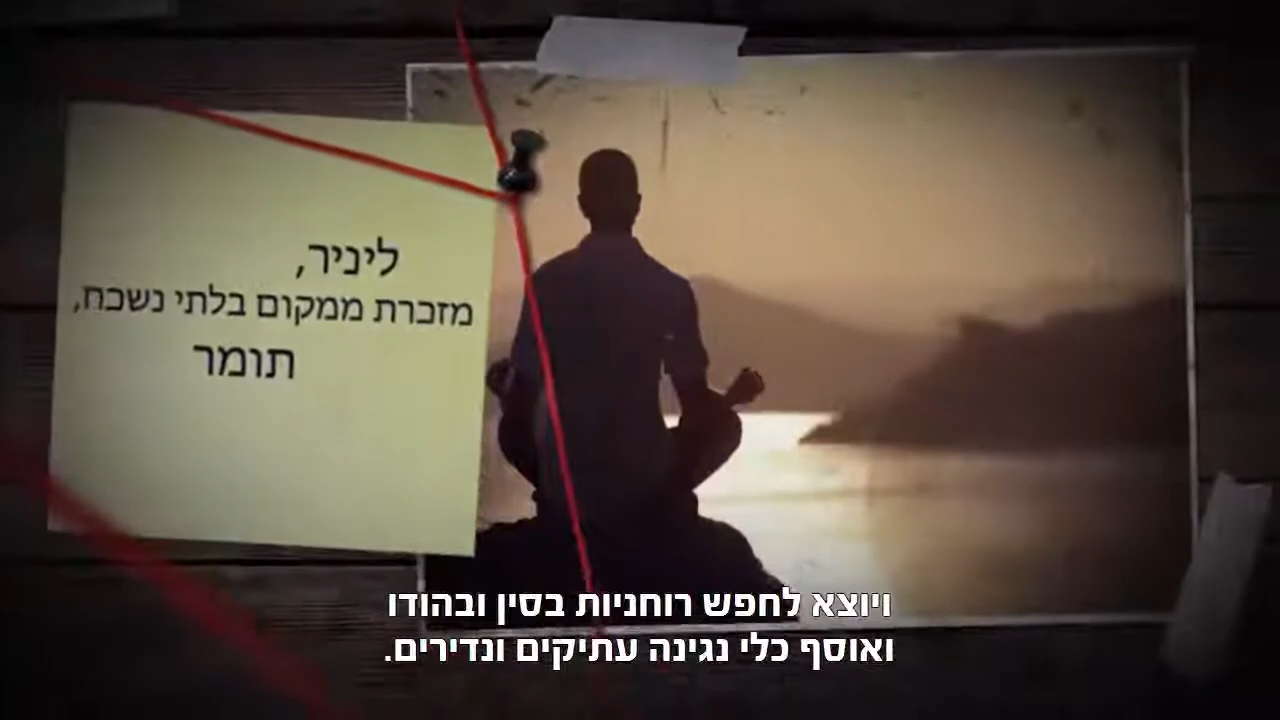 ליניר,
מזכרת ממקום בלתי נשכח,
תומר
ויוצא לחפש רוחניות בסין ובהודו
ואוסף כלי נגינה עתיקים ונדירים.